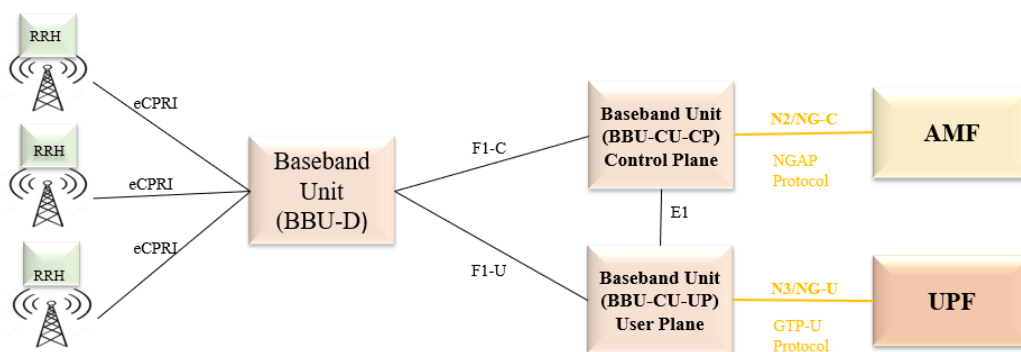 RRH
eCPRI
RRH
eCPRI
RRH
eCPRI
Baseband
Unit
(BBU-D)
F1-C
F1-U
Baseband Unit
(BBU-CU-CP)
Control Plane
E1
Baseband Unit
(BBU-CU-UP)
User Plane
N2/NG-C
NGAP
Protocol
AMF
N3/NG-U
GTP-U
Protocol
UPF